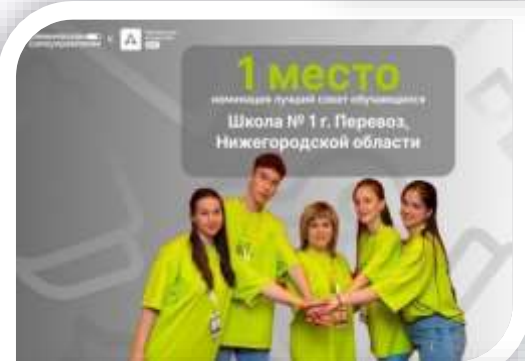 1 место
номинация лучший совет обучающихся
Школа № 1 г. Перевоз,
Нижегородской области